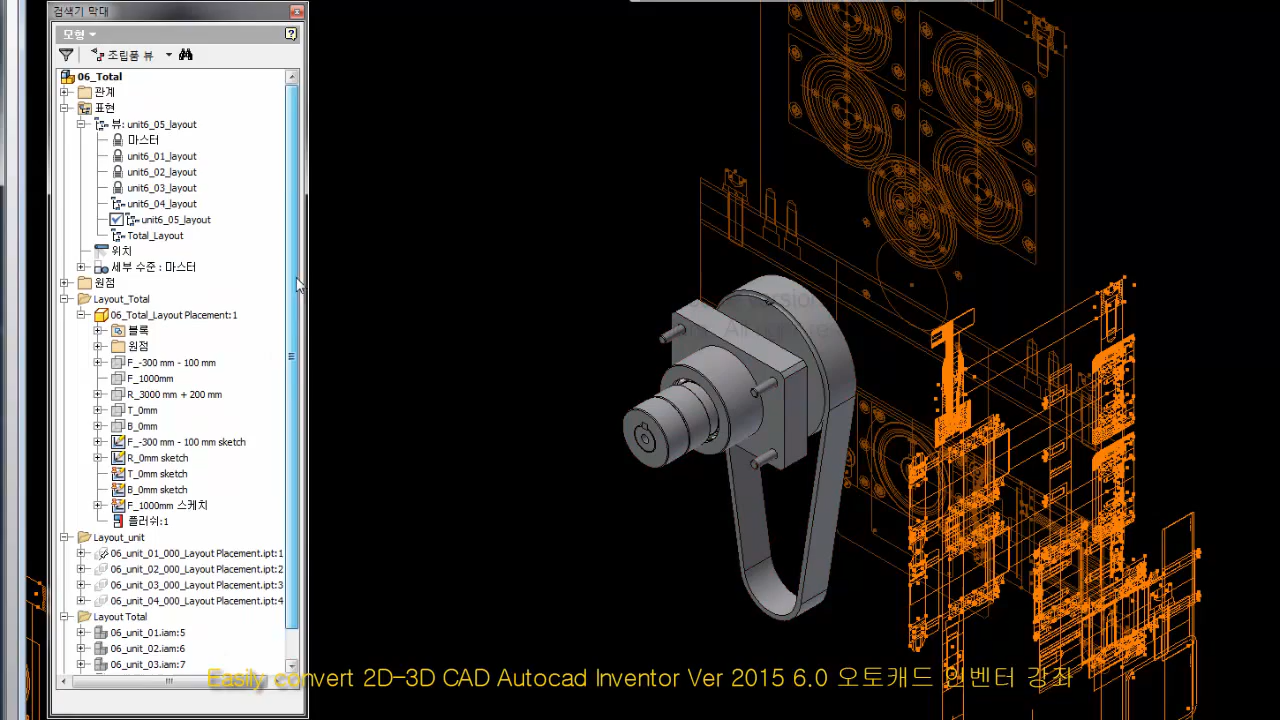 검색기 막대
모형
조립품 뷰
06_Total
관계
표현
뷰: unit6_05_layout
마스터
unit6_01_layout
unit6_02_layout
unit6_03_layout
unit6_04_layout
unit6_05_layout
Total_Layout
위치
세부 수준 : 마스터
원점
Layout_Total
06_Total_Layout Placement:1
블록
원점
F_-300 mm - 100 mm
F_1000mm
R_3000 mm + 200 mm
T_0mm
B_0mm
F_-300 mm - 100 mm sketch
R_0mm sketch
T_0mm sketch
B_0mm sketch
F_1000mm 스케치
플러쉬:1
Layout_unit
06_unit_01_000_Layout Placement.ipt:1
06_unit_02_000_Layout Placement.ipt:2
06_unit_03_000_Layout Placement.ipt:3
06_unit_04_000_Layout Placement.ipt:4
Layout Total
06_unit_01.iam:5
06_unit_02.iam:6
06_unit_03.iam:7
Easily convert 2D-3D CAD Autocad Inventor Ver 2015 6.0 오토캐드 인벤터 강좌